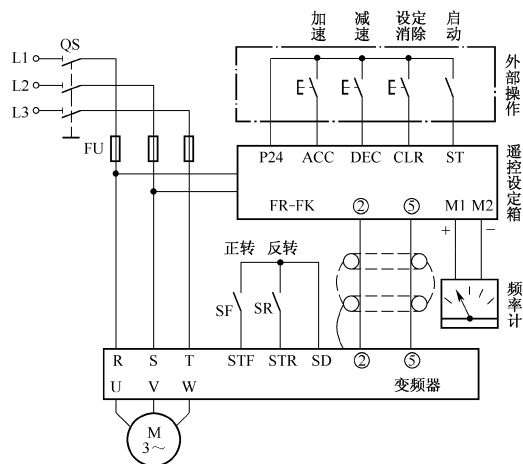 加速 减速 设定消除 启动
外部操作
L1 QS
L2
L3
FU
P24 ACC DEC CLR ST
遥控设定箱
FR-FK ② ⑤ M1 M2
+ −
正转 反转
SF SR
频率计
R S T STF STR SD ② ⑤
U V W 变频器
M
3～